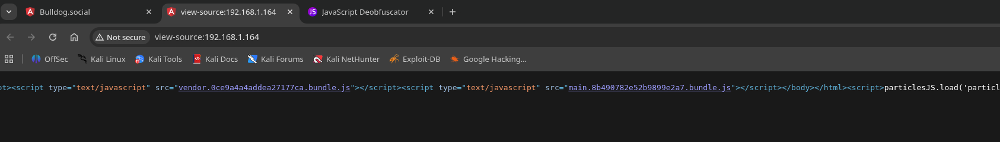 Bulldog.social view-source:192.168.1.164 JS JavaScript Deobfuscator
Not secure view-source:192.168.1.164
OffSec Kali Linux Kali Tools Kali Docs Kali Forums Kali NetHunter Exploit-DB Google Hacking...
ot><script type="text/javascript" src="vendor.0ce9a4a4addea27177ca.bundle.js"></script><script type="text/javascript" src="main.8b490782e52b9899e2a7.bundle.js"></script></body></html><script>particlesJS.load('particl